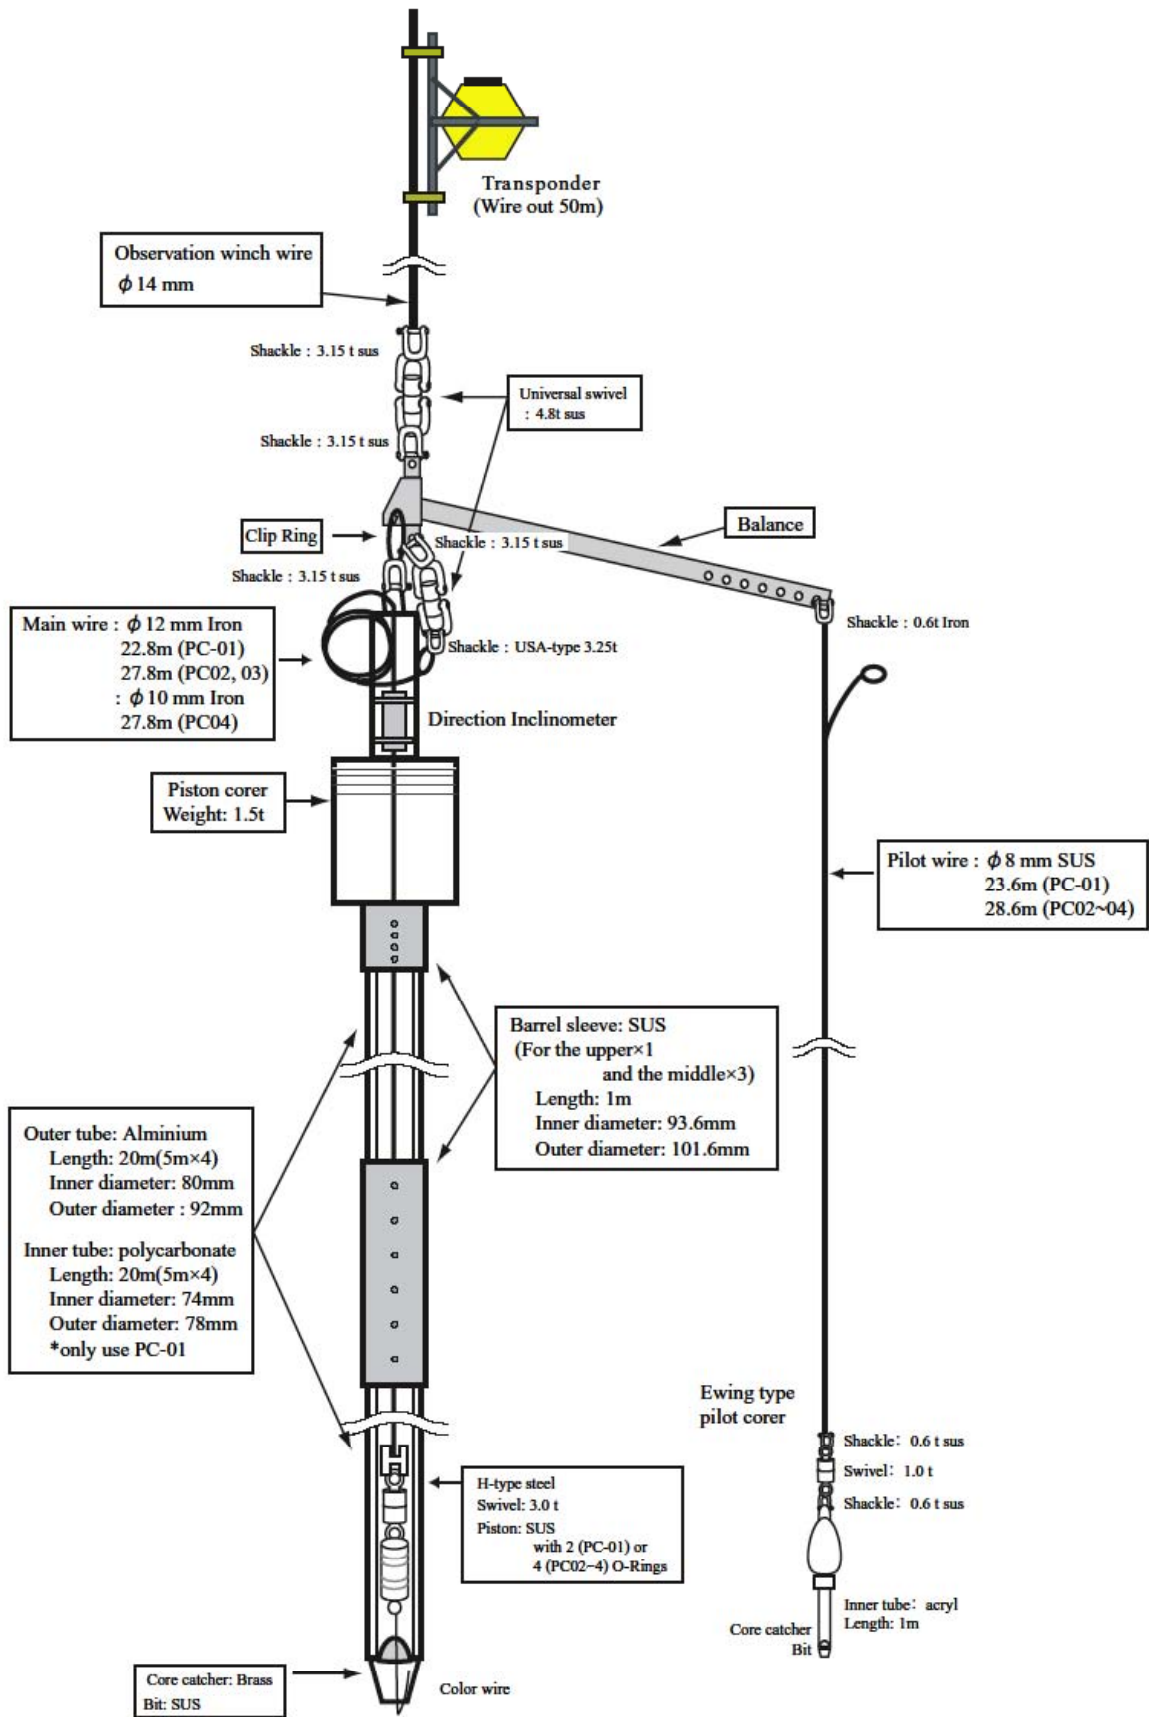 Transponder
(Wire out 50m)
Observation winch wire
ϕ 14 mm
Shackle : 3.15 t sus
Universal swivel
: 4.8t sus
Shackle : 3.15 t sus
Clip Ring
Shackle : 3.15 t sus
Balance
Shackle : 3.15 t sus
Main wire : ϕ 12 mm Iron
22.8m (PC-01)
27.8m (PC02, 03)
: ϕ 10 mm Iron
27.8m (PC04)
Shackle : 0.6t Iron
Shackle : USA-type 3.25t
Direction Inclinometer
Piston corer
Weight: 1.5t
Pilot wire : ϕ 8 mm SUS
23.6m (PC-01)
28.6m (PC02~04)
Barrel sleeve: SUS
(For the upper×1
and the middle×3)
Length: 1m
Inner diameter: 93.6mm
Outer diameter: 101.6mm
Outer tube: Alminium
Length: 20m(5m×4)
Inner diameter: 80mm
Outer diameter : 92mm
Inner tube: polycarbonate
Length: 20m(5m×4)
Inner diameter: 74mm
Outer diameter: 78mm
*only use PC-01
Ewing type
pilot corer
Shackle: 0.6 t sus
Swivel: 1.0 t
Shackle: 0.6 t sus
H-type steel
Swivel: 3.0 t
Piston: SUS
with 2 (PC-01) or
4 (PC02-4) O-Rings
Inner tube: acryl
Length: 1m
Core catcher
Bit
Core catcher: Brass
Bit: SUS
Color wire